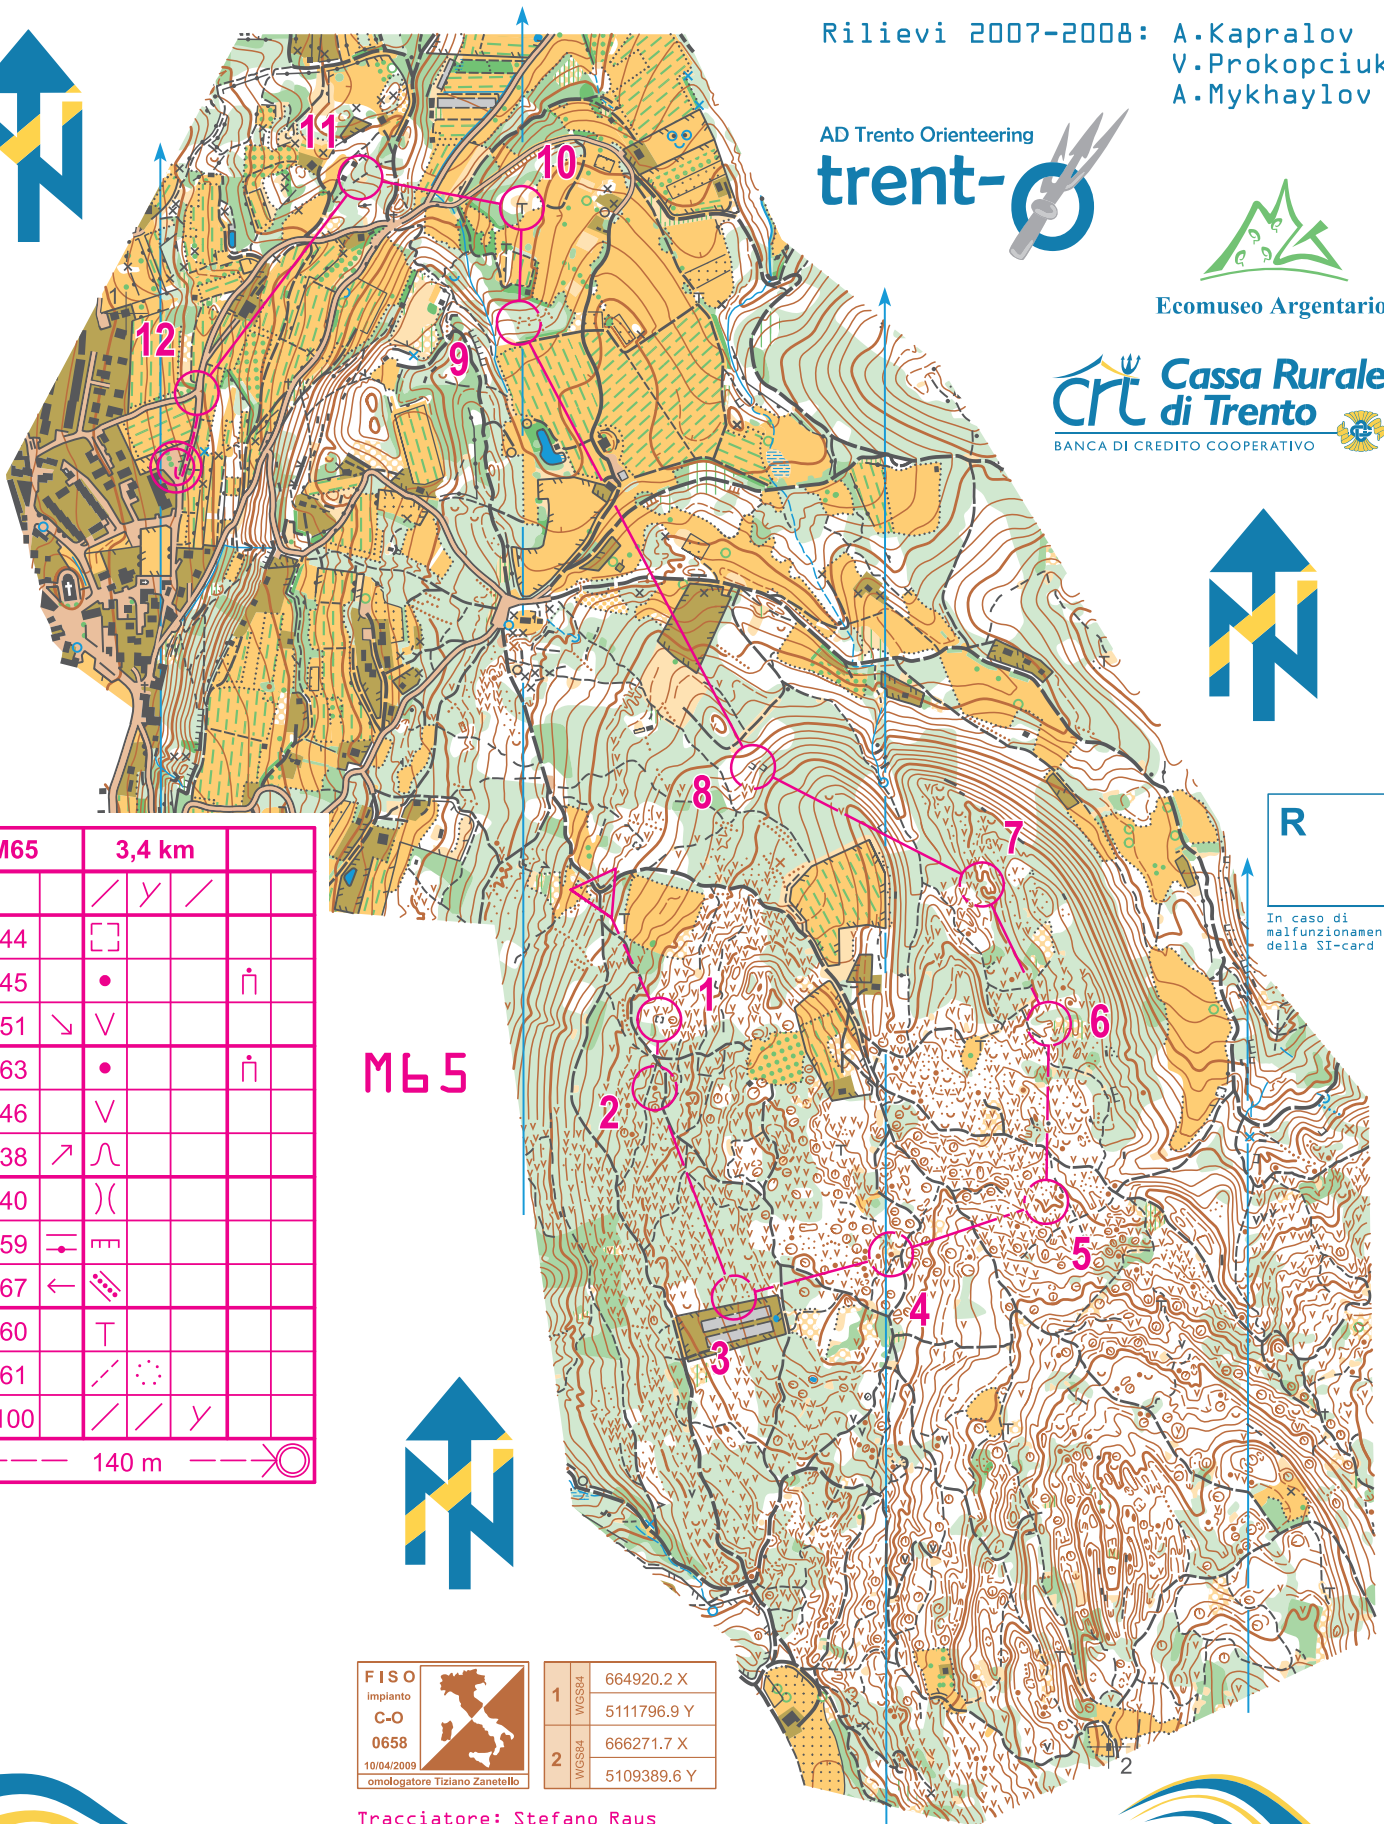 Rilievi 2007-2008: A.Kapralov
V.Prokopciuk
A.Mykhaylov
AD Trento Orienteering
trent-O
Ecomuseo Argentario
crt Cassa Rurale
di Trento
BANCA DI CREDITO COOPERATIVO
11
10
12
9
8
7
R
In caso di
della SI-card
M65 3,4 km
44
45
51
63
46
38
40
59
67
60
61
100
140 m
M65
1
2
6
5
4
3
2
FISO
impianto
C-O
0658
10/04/2009
omologatore Tiziano Zanetello
1 WGS84 664920.2 X
5111796.9 Y
2 WGS84 666271.7 X
5109389.6 Y
Tracciatore: Stefano Raus